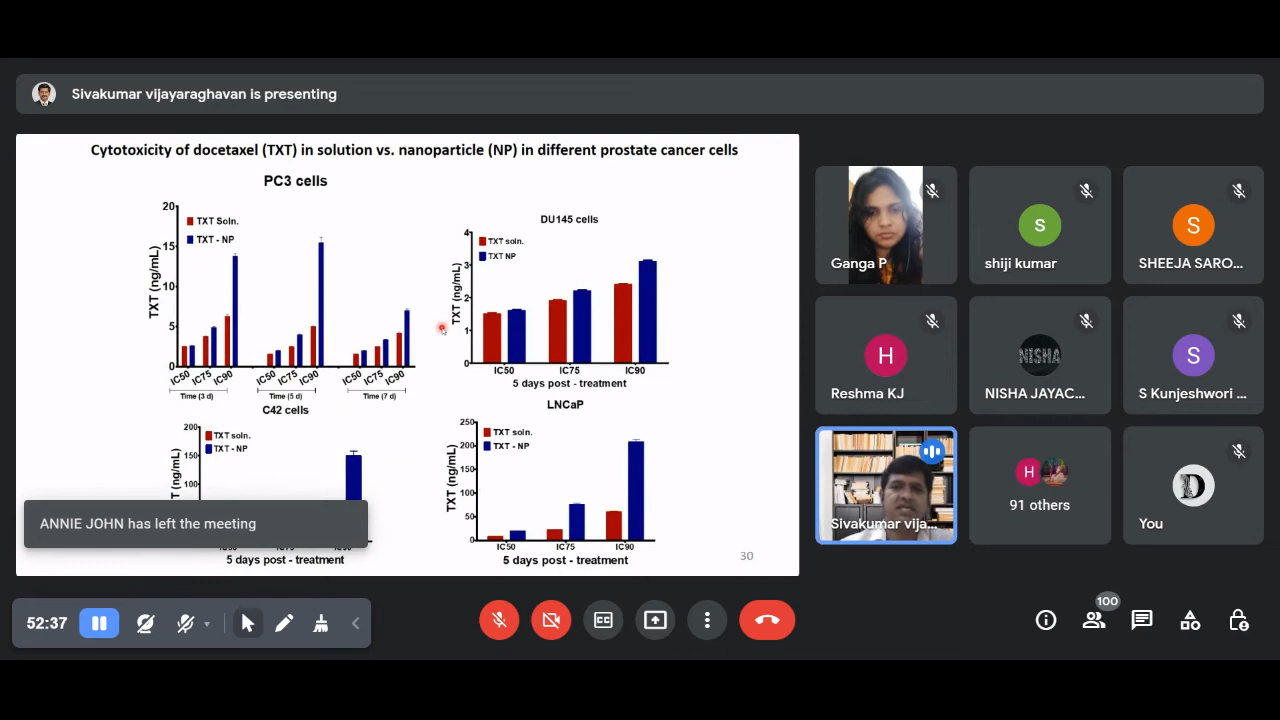 Sivakumar vijayaraghavan is presenting
Cytotoxicity of docetaxel (TXT) in solution vs. nanoparticle (NP) in different prostate cancer cells
PC3 cells
20
15
10
5
0
TXT (ng/mL)
TXT Soln.
TXT - NP
IC50 IC75 IC90 IC50 IC75 IC90 IC50 IC75 IC90
Time (3 d) Time (5 d) Time (7 d)
DU145 cells
4
3
2
1
0
TXT (ng/mL)
TXT soln.
TXT NP
IC50 IC75 IC90
5 days post - treatment
C42 cells
200
150
100
T (ng/mL)
TXT soln.
TXT - NP
5 days post - treatment
LNCaP
250
200
150
100
50
0
TXT (ng/mL)
TXT soln.
TXT - NP
IC50 IC75 IC90
5 days post - treatment
30
ANNIE JOHN has left the meeting
Ganga P
s
shiji kumar
S
SHEEJA SARO...
H
Reshma KJ
NISHA
NISHA JAYAC...
S
S Kunjeshwori ...
Sivakumar vija...
H
91 others
D
You
52:37
CC
100